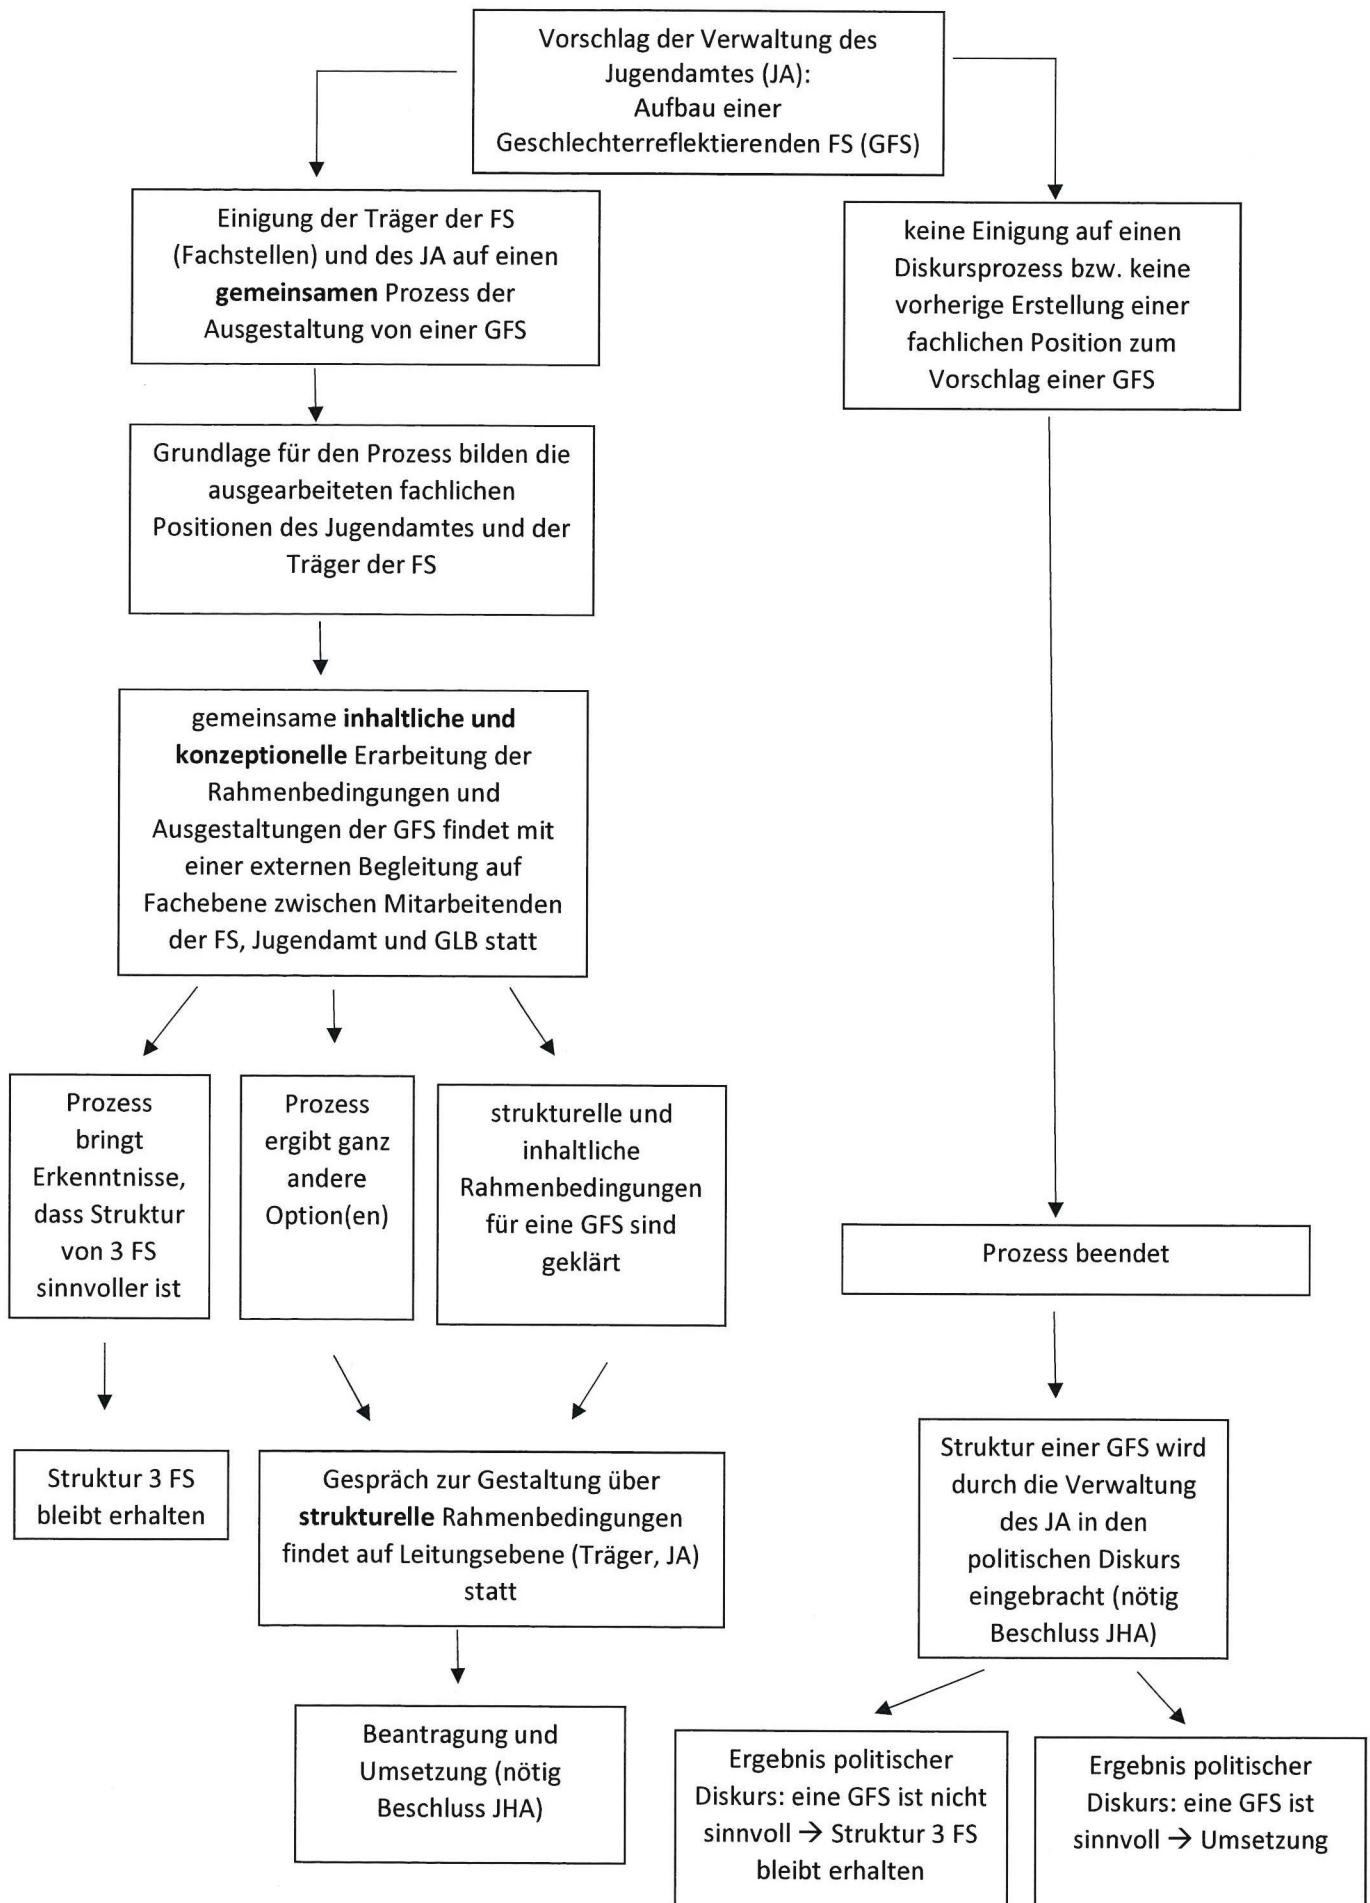 Vorschlag der Verwaltung des
Jugendamtes (JA):
Aufbau einer
Geschlechterreflektierenden FS (GFS)
Einigung der Träger der FS
(Fachstellen) und des JA auf einen
gemeinsamen Prozess der
Ausgestaltung von einer GFS
keine Einigung auf einen
Diskursprozess bzw. keine
vorherige Erstellung einer
fachlichen Position zum
Vorschlag einer GFS
Grundlage für den Prozess bilden die
ausgearbeiteten fachlichen
Positionen des Jugendamtes und der
Träger der FS
gemeinsame inhaltliche und
konzeptionelle Erarbeitung der
Rahmenbedingungen und
Ausgestaltungen der GFS findet mit
einer externen Begleitung auf
Fachebene zwischen Mitarbeitenden
der FS, Jugendamt und GLB statt
Prozess
bringt
Erkenntnisse,
dass Struktur
von 3 FS
sinnvoller ist
Prozess
ergibt ganz
andere
Option(en)
strukturelle und
inhaltliche
Rahmenbedingungen
für eine GFS sind
geklärt
Prozess beendet
Struktur 3 FS
bleibt erhalten
Gespräch zur Gestaltung über
strukturelle Rahmenbedingungen
findet auf Leitungsebene (Träger, JA)
statt
Struktur einer GFS wird
durch die Verwaltung
des JA in den
politischen Diskurs
eingebracht (nötig
Beschluss JHA)
Beantragung und
Umsetzung (nötig
Beschluss JHA)
Ergebnis politischer
Diskurs: eine GFS ist nicht
sinnvoll → Struktur 3 FS
bleibt erhalten
Ergebnis politischer
Diskurs: eine GFS ist
sinnvoll → Umsetzung